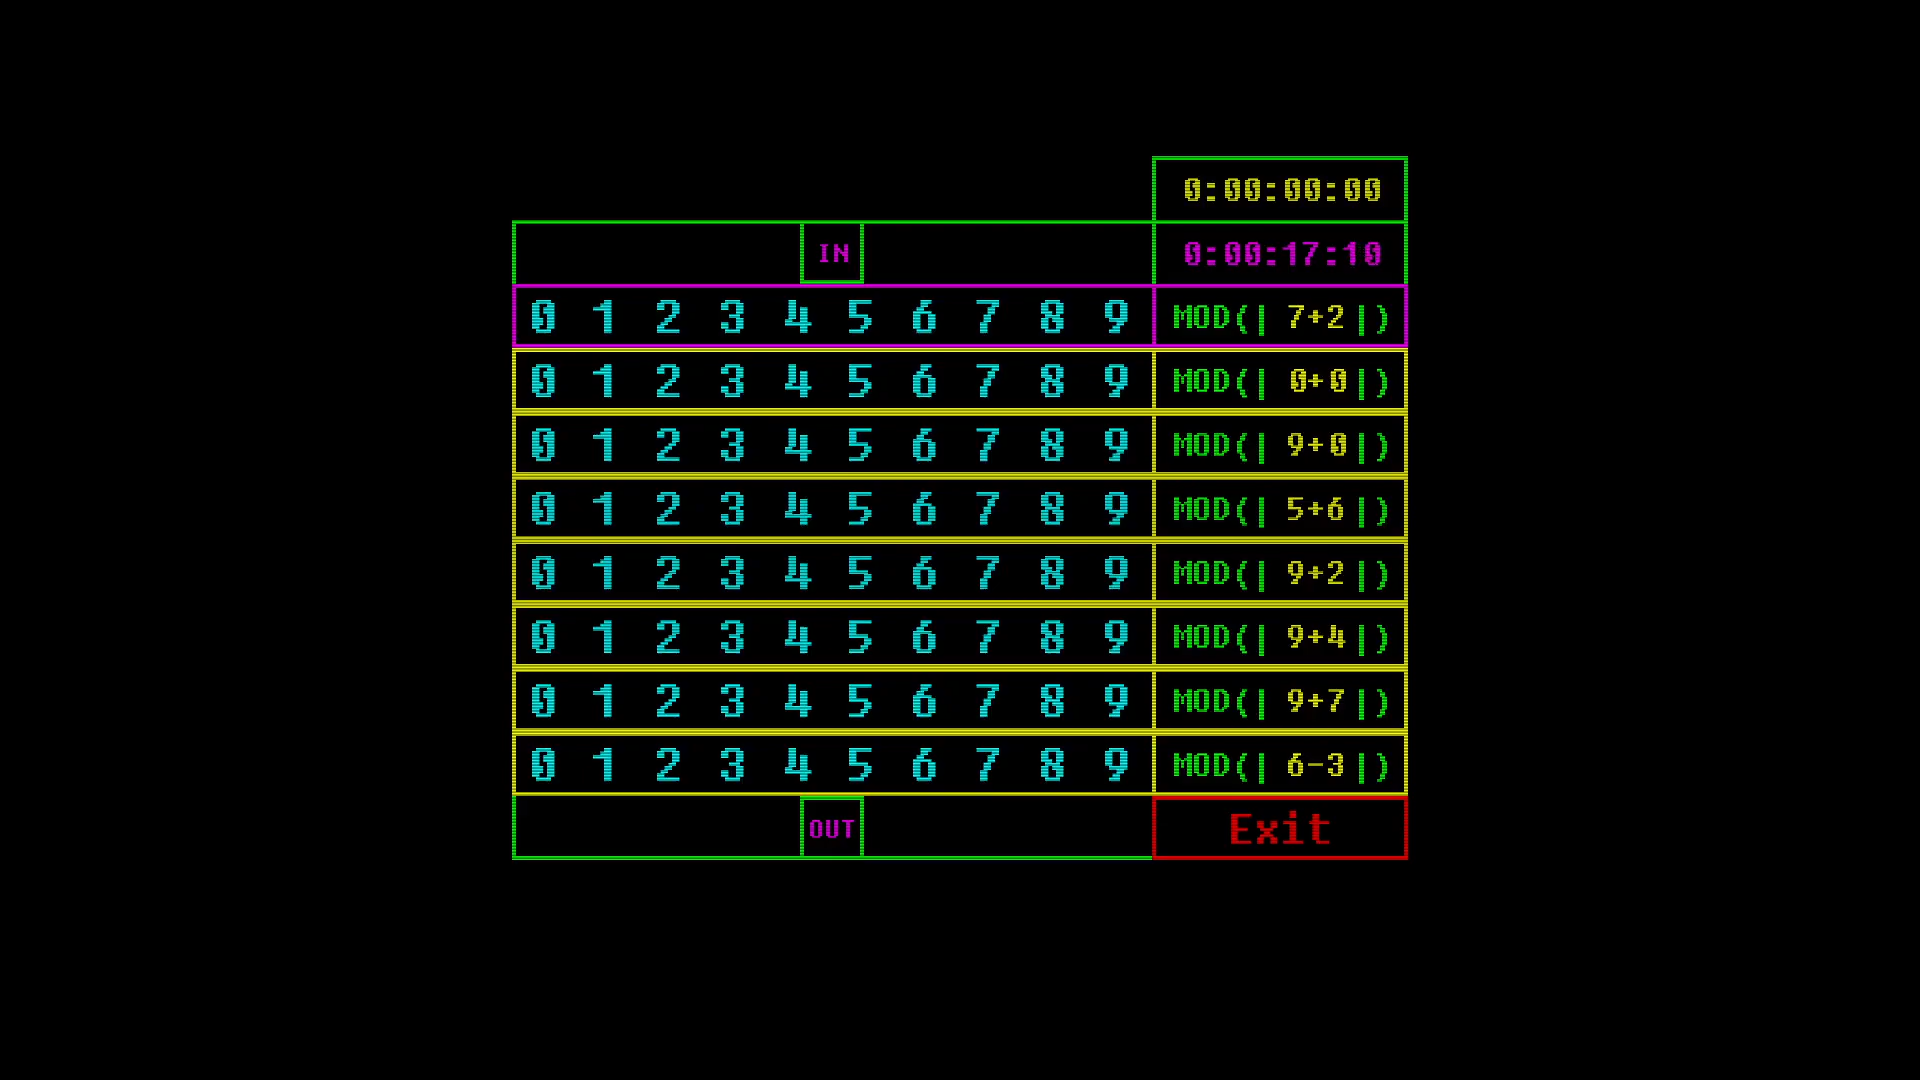 0:00:00:00
IN 0:00:17:10
0 1 2 3 4 5 6 7 8 9 MOD(| 7+2 |)
0 1 2 3 4 5 6 7 8 9 MOD(| 0+0 |)
0 1 2 3 4 5 6 7 8 9 MOD(| 9+0 |)
0 1 2 3 4 5 6 7 8 9 MOD(| 5+6 |)
0 1 2 3 4 5 6 7 8 9 MOD(| 9+2 |)
0 1 2 3 4 5 6 7 8 9 MOD(| 9+4 |)
0 1 2 3 4 5 6 7 8 9 MOD(| 9+7 |)
0 1 2 3 4 5 6 7 8 9 MOD(| 6-3 |)
OUT Exit